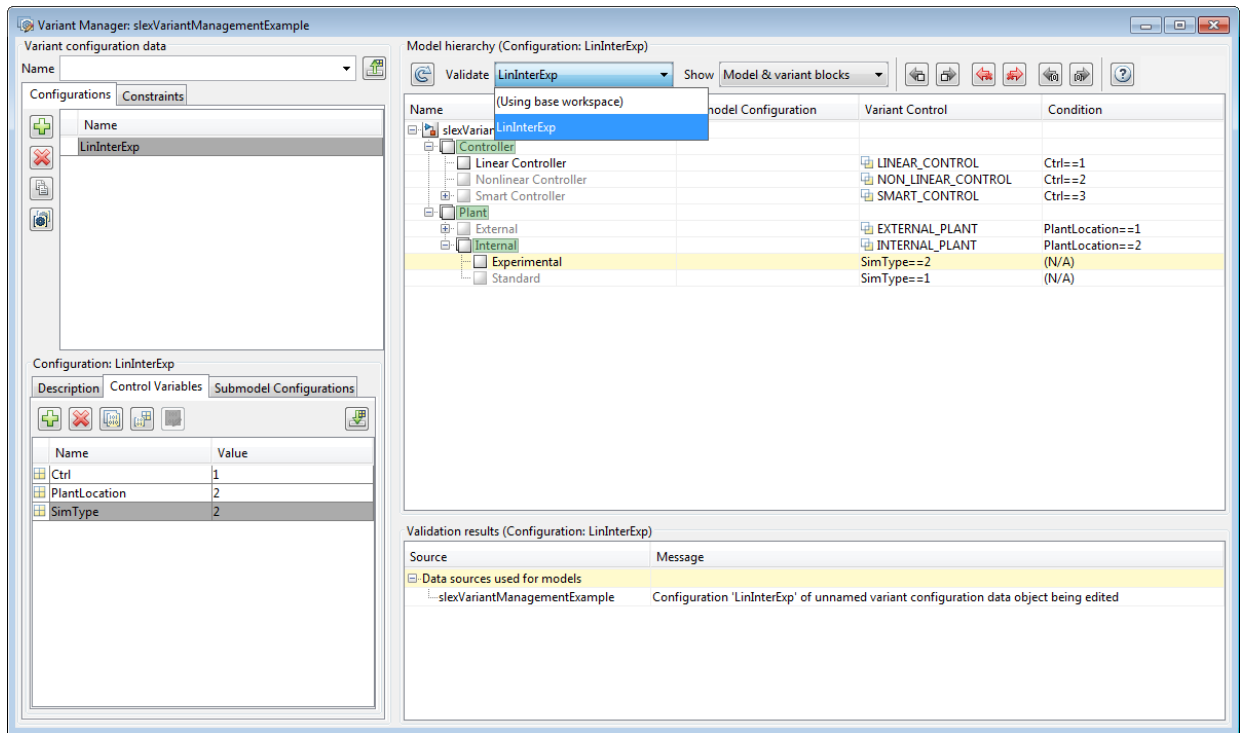 Variant Manager: slexVariantManagementExample
Variant configuration data
Name
Configurations Constraints
Name
LinInterExp
Configuration: LinInterExp
Description Control Variables Submodel Configurations
Name Value
Ctrl 1
PlantLocation 2
SimType 2
Model hierarchy (Configuration: LinInterExp)
Validate LinInterExp Show Model & variant blocks
(Using base workspace)
LinInterExp
Name model Configuration Variant Control Condition
slexVarian
Controller
Linear Controller LINEAR_CONTROL Ctrl==1
Nonlinear Controller NON_LINEAR_CONTROL Ctrl==2
Smart Controller SMART_CONTROL Ctrl==3
Plant
External EXTERNAL_PLANT PlantLocation==1
Internal INTERNAL_PLANT PlantLocation==2
Experimental SimType==2 (N/A)
Standard SimType==1 (N/A)
Validation results (Configuration: LinInterExp)
Source Message
Data sources used for models
slexVariantManagementExample Configuration 'LinInterExp' of unnamed variant configuration data object being edited